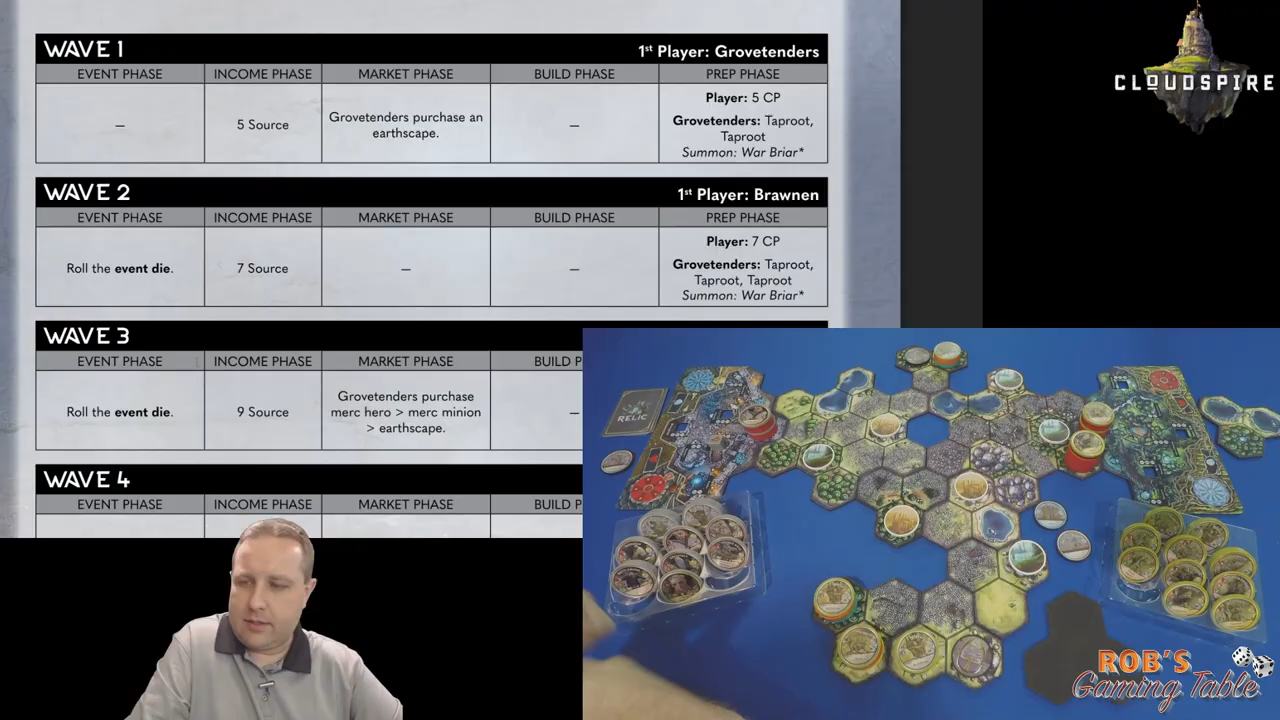 WAVE 1
1st Player: Grovetenders
EVENT PHASE
INCOME PHASE
MARKET PHASE
BUILD PHASE
PREP PHASE
—
5 Source
Grovetenders purchase an
earthscape.
—
Player: 5 CP
Grovetenders: Taproot,
Taproot
Summon: War Briar*
WAVE 2
1st Player: Brawnen
EVENT PHASE
INCOME PHASE
MARKET PHASE
BUILD PHASE
PREP PHASE
Roll the event die.
7 Source
—
—
Player: 7 CP
Grovetenders: Taproot,
Taproot, Taproot
Summon: War Briar*
WAVE 3
EVENT PHASE
INCOME PHASE
MARKET PHASE
BUILD P
Roll the event die.
9 Source
Grovetenders purchase
merc hero > merc minion
> earthscape.
—
WAVE 4
EVENT PHASE
INCOME PHASE
MARKET PHASE
BUILD P
CLOUDSPIRE
RELIC
ROB'S
Gaming Table